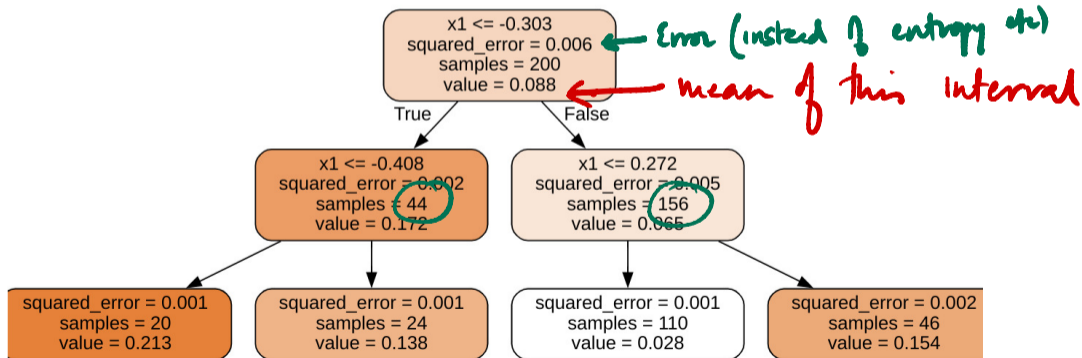 x1 <= -0.303
squared_error = 0.006
samples = 200
value = 0.088
Error (instead of entropy etc)
mean of this interval
True
False
x1 <= -0.408
squared_error = 0.002
samples = 44
value = 0.172
x1 <= 0.272
squared_error = 0.005
samples = 156
value = 0.065
squared_error = 0.001
samples = 20
value = 0.213
squared_error = 0.001
samples = 24
value = 0.138
squared_error = 0.001
samples = 110
value = 0.028
squared_error = 0.002
samples = 46
value = 0.154